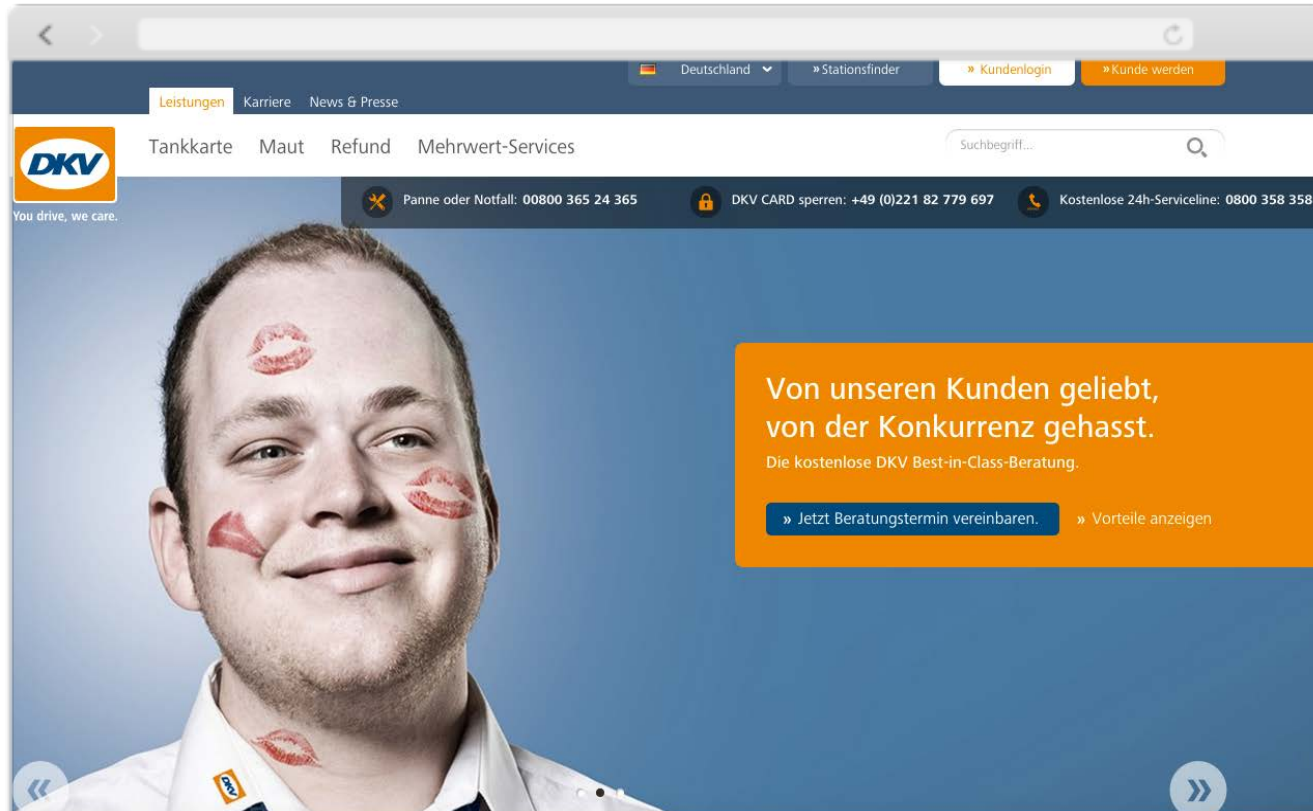 Deutschland
» Stationsfinder
» Kundenlogin
» Kunde werden
Leistungen Karriere News & Presse
DKV
You drive, we care.
Tankkarte Maut Refund Mehrwert-Services
Suchbegriff...
Panne oder Notfall: 00800 365 24 365
DKV CARD sperren: +49 (0)221 82 779 697
Kostenlose 24h-Serviceline: 0800 358 358
Von unseren Kunden geliebt,
von der Konkurrenz gehasst.
Die kostenlose DKV Best-in-Class-Beratung.
» Jetzt Beratungstermin vereinbaren.
» Vorteile anzeigen
DKV